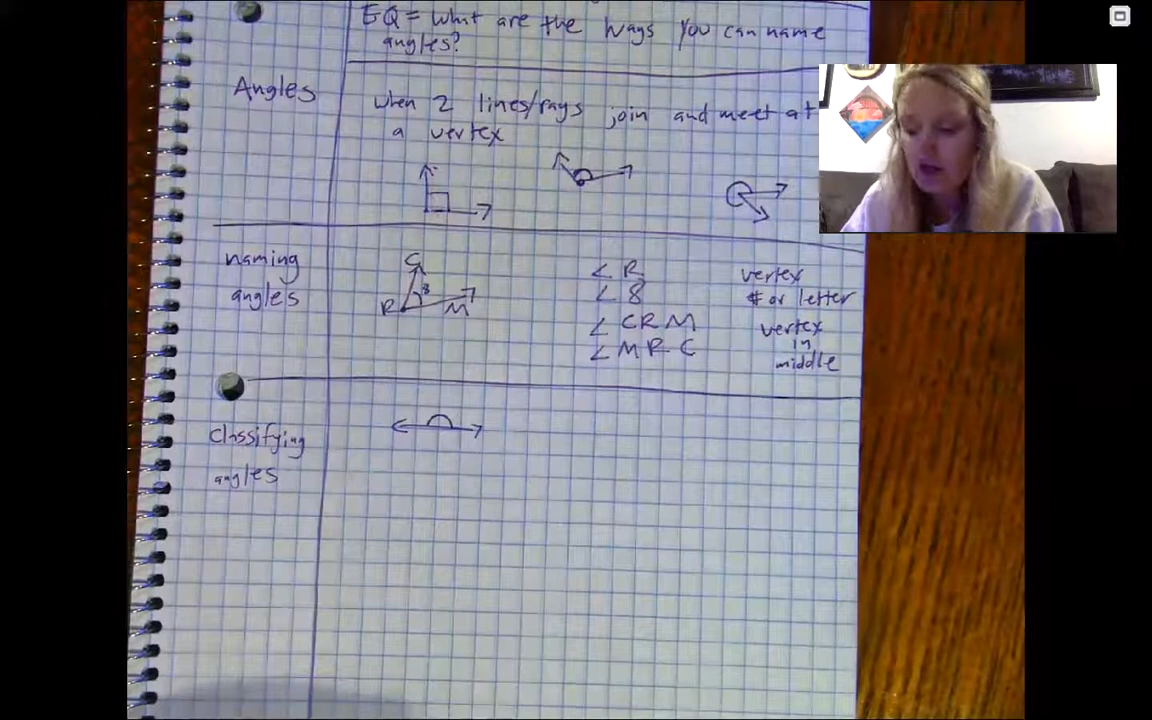 EQ = What are the ways you can name
angles?
Angles
When 2 lines/rays join and meet at
a vertex
naming
angles
C
8
R
M
< R
< 8
< CRM
< MRC
vertex
# or letter
vertex
in
middle
Classifying
angles